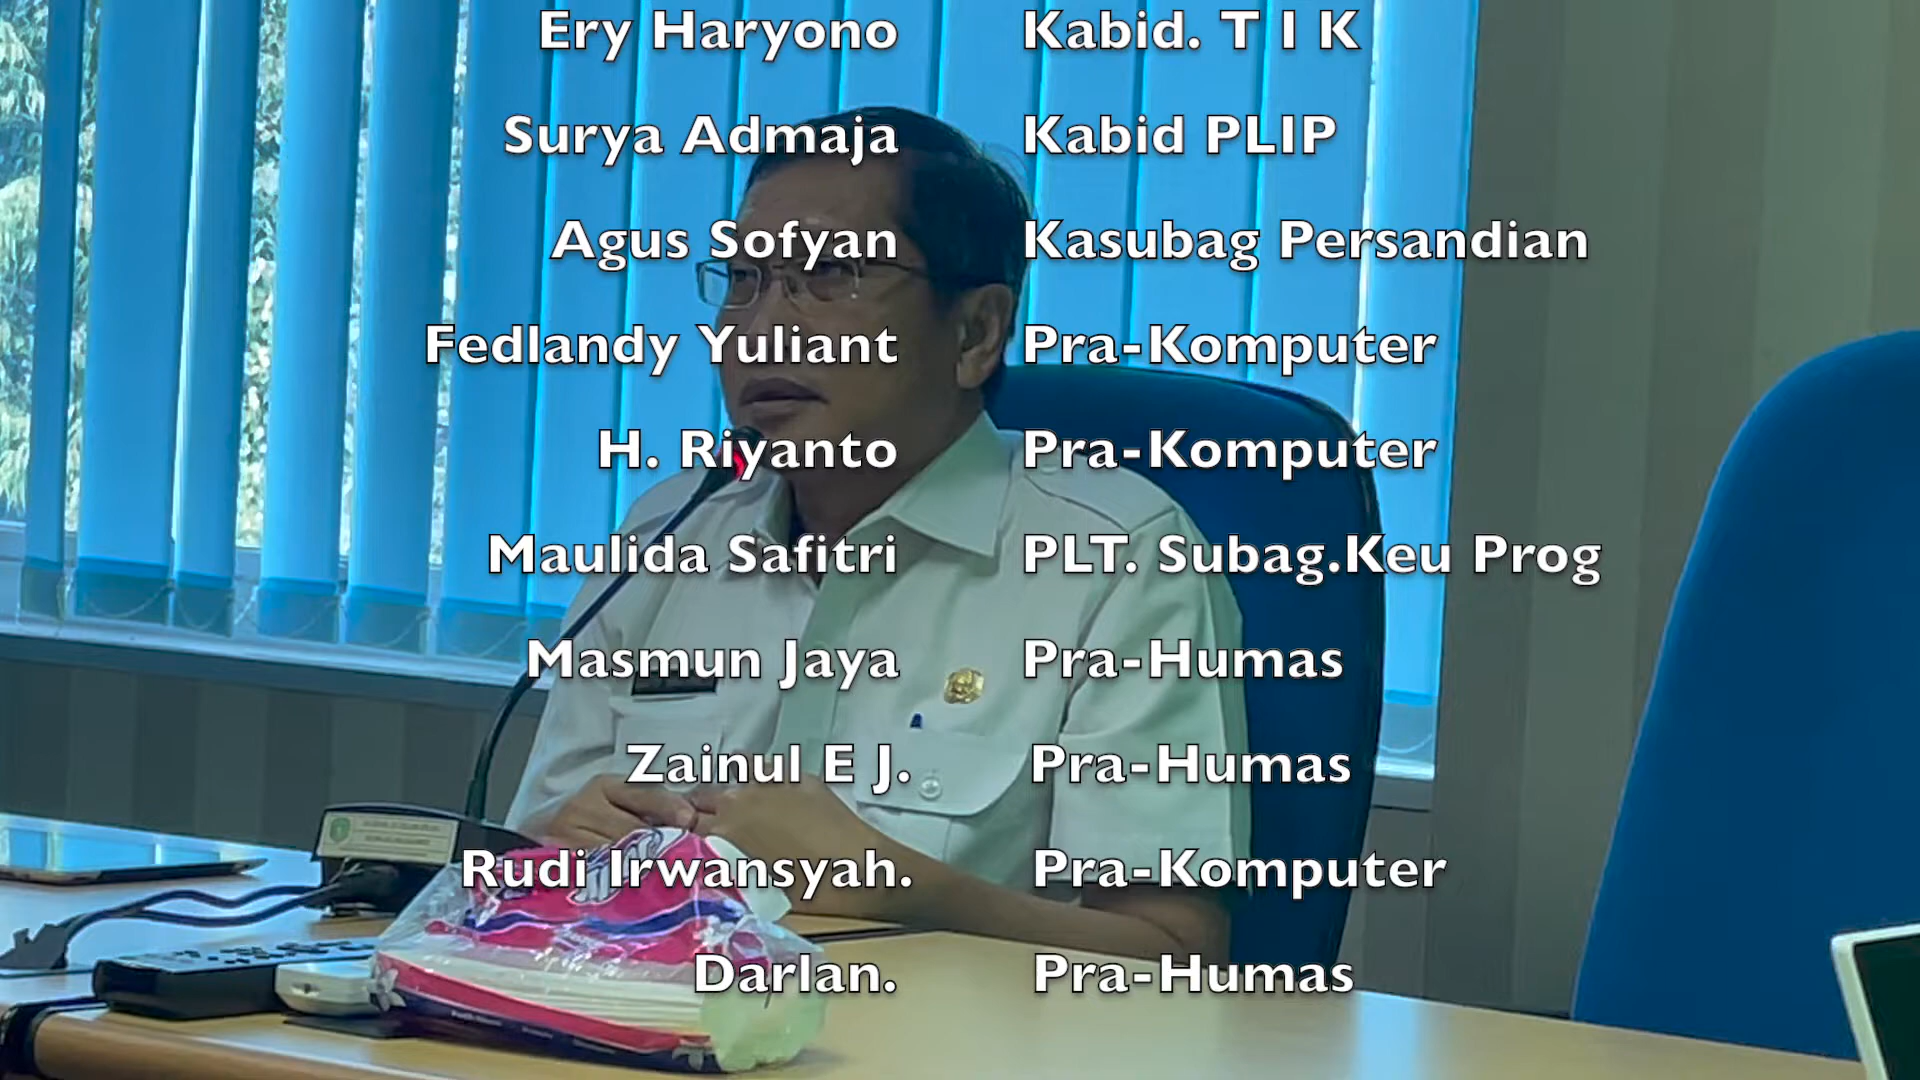 Ery Haryono Kabid. T I K
Surya Admaja Kabid PLIP
Agus Sofyan Kasubag Persandian
Fedlandy Yuliant Pra-Komputer
H. Riyanto Pra-Komputer
Maulida Safitri PLT. Subag.Keu Prog
Masmun Jaya Pra-Humas
Zainul E J. Pra-Humas
Rudi Irwansyah. Pra-Komputer
Darlan. Pra-Humas